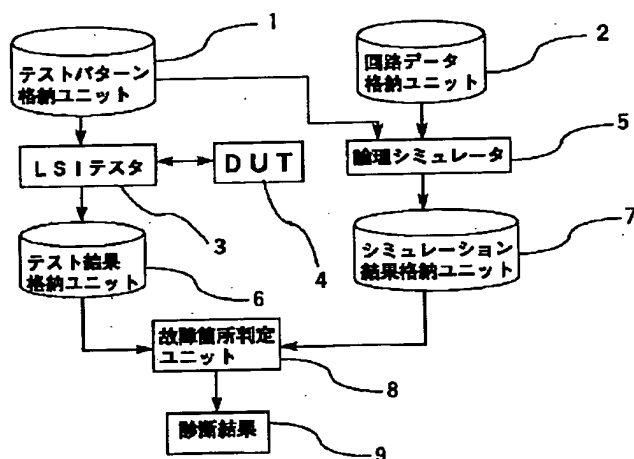 1
テストパターン
格納ユニット
2
回路データ
格納ユニット
LSIテスタ
3
DUT
4
論理シミュレータ
5
テスト結果
格納ユニット
6
シミュレーション
結果格納ユニット
7
故障箇所判定
ユニット
8
診断結果
9